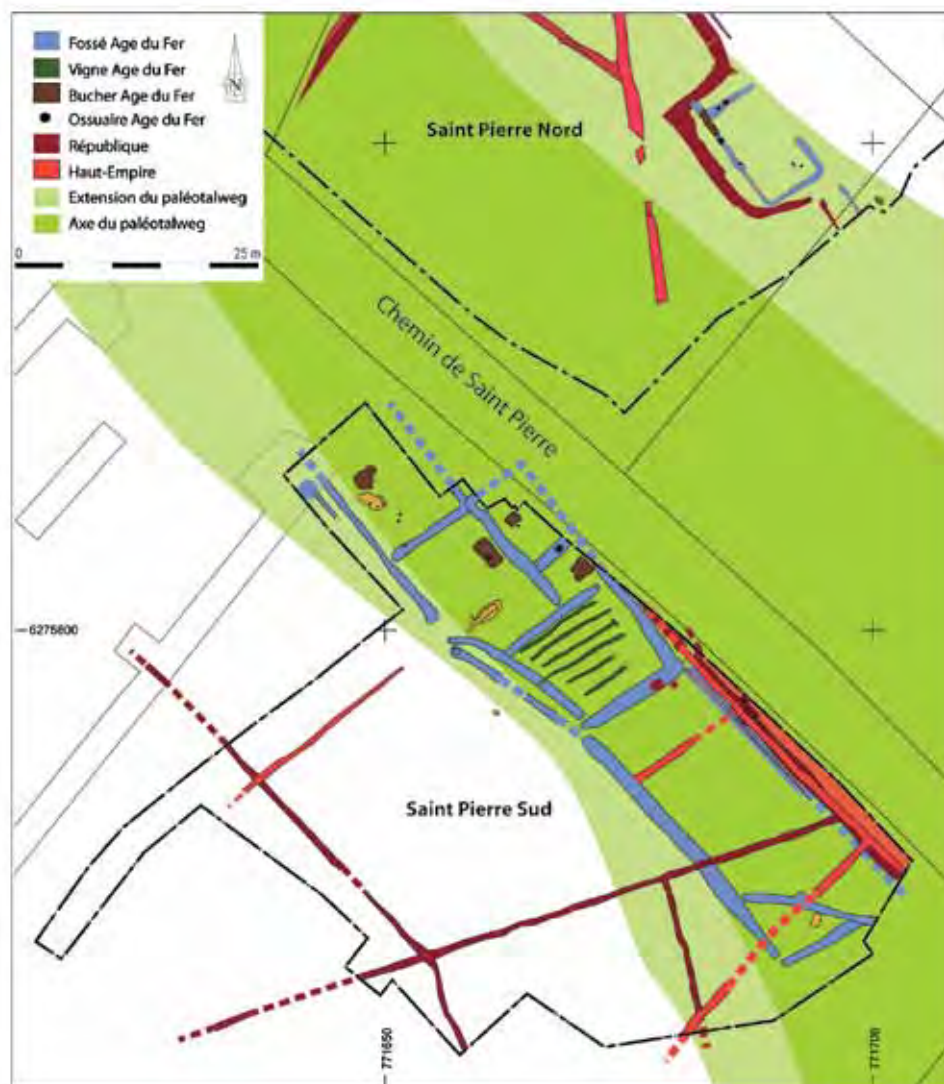 Fossé Age du Fer
Vigne Age du Fer
Bucher Age du Fer
Ossuaire Age du Fer
République
Haut-Empire
Extension du paléotalweg
Axe du paléotalweg
N
0 25 m
Saint Pierre Nord
Chemin de Saint Pierre
6275800
Saint Pierre Sud
771650
771700